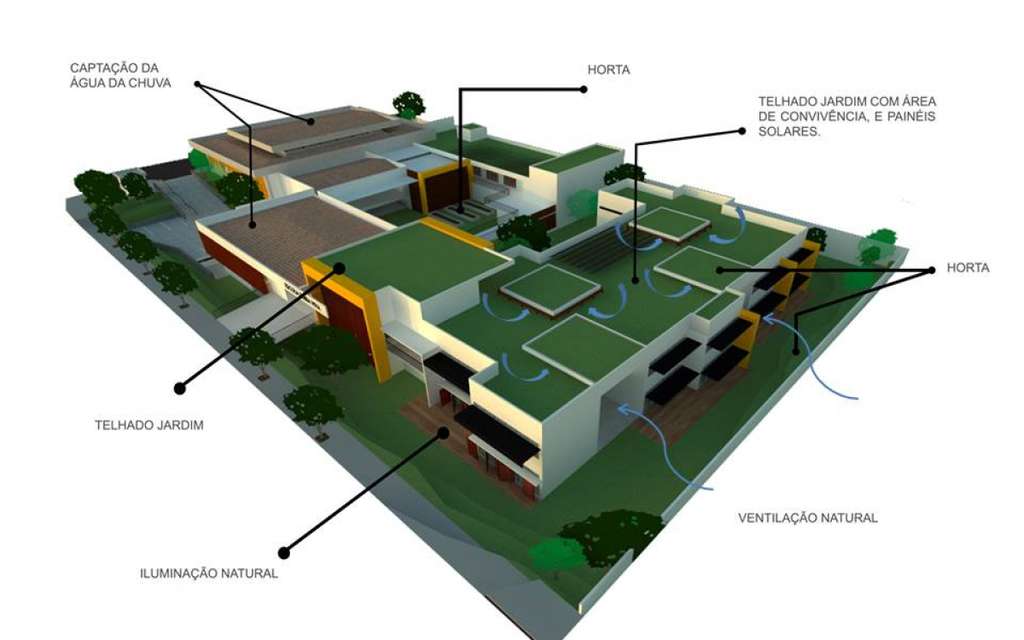 CAPTAÇÃO DA
ÁGUA DA CHUVA
HORTA
TELHADO JARDIM COM ÁREA
DE CONVIVÊNCIA, E PAINÉIS
SOLARES.
HORTA
TELHADO JARDIM
VENTILAÇÃO NATURAL
ILUMINAÇÃO NATURAL